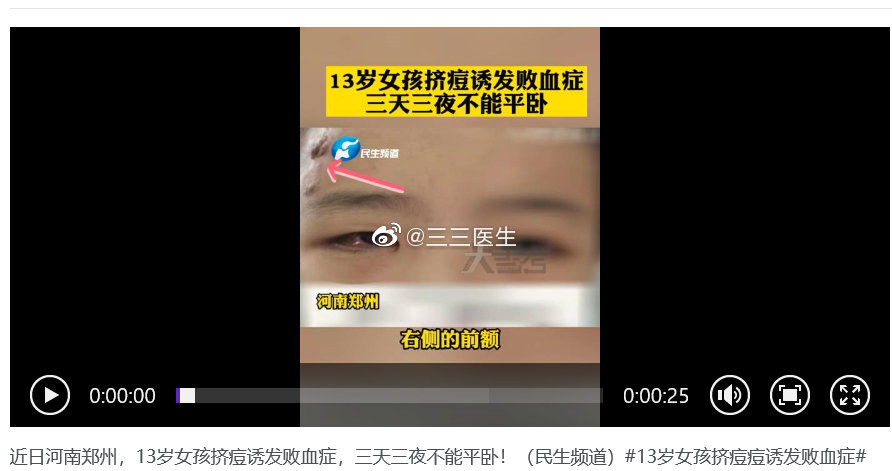 13岁女孩挤痘诱发败血症
三天三夜不能平卧
民生频道
@三三医生
大参考
河南郑州
右侧的前额
0:00:00
0:00:25
近日河南郑州，13岁女孩挤痘诱发败血症，三天三夜不能平卧！（民生频道）#13岁女孩挤痘痘诱发败血症#